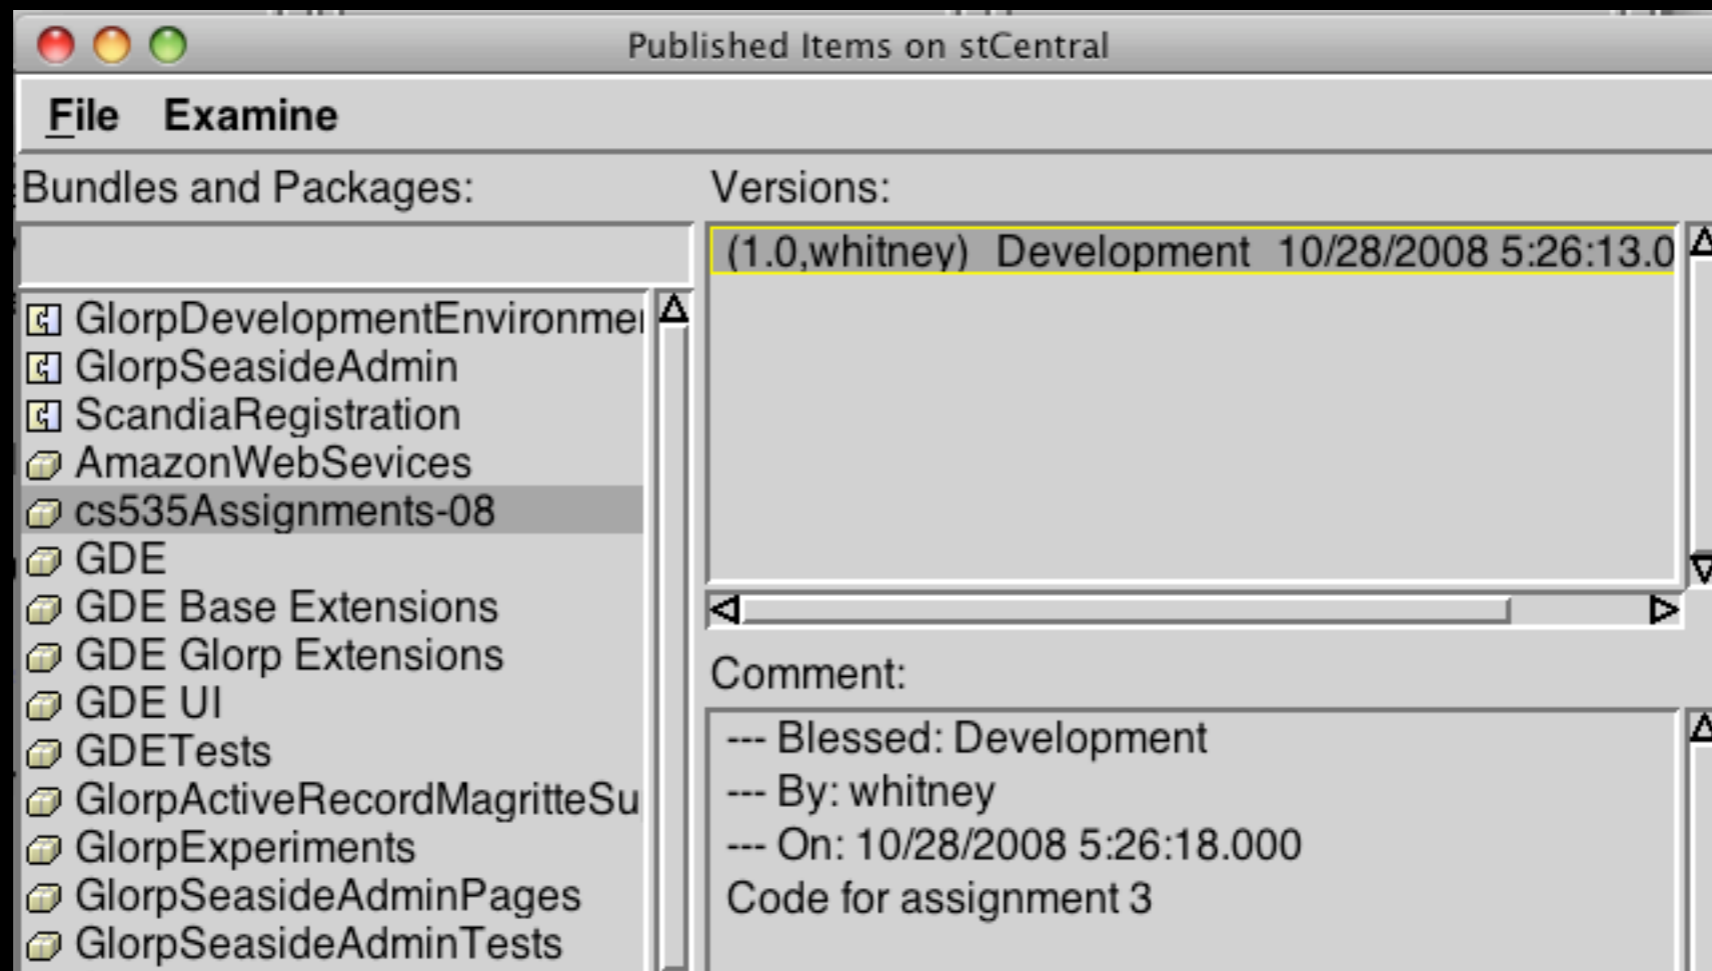 Published Items on stCentral
File Examine
Bundles and Packages:
GlorpDevelopmentEnvironme
GlorpSeasideAdmin
ScandiaRegistration
AmazonWebSevices
cs535Assignments-08
GDE
GDE Base Extensions
GDE Glorp Extensions
GDE UI
GDETests
GlorpActiveRecordMagritteSu
GlorpExperiments
GlorpSeasideAdminPages
GlorpSeasideAdminTests
Versions:
(1.0,whitney) Development 10/28/2008 5:26:13.0
Comment:
--- Blessed: Development
--- By: whitney
--- On: 10/28/2008 5:26:18.000
Code for assignment 3